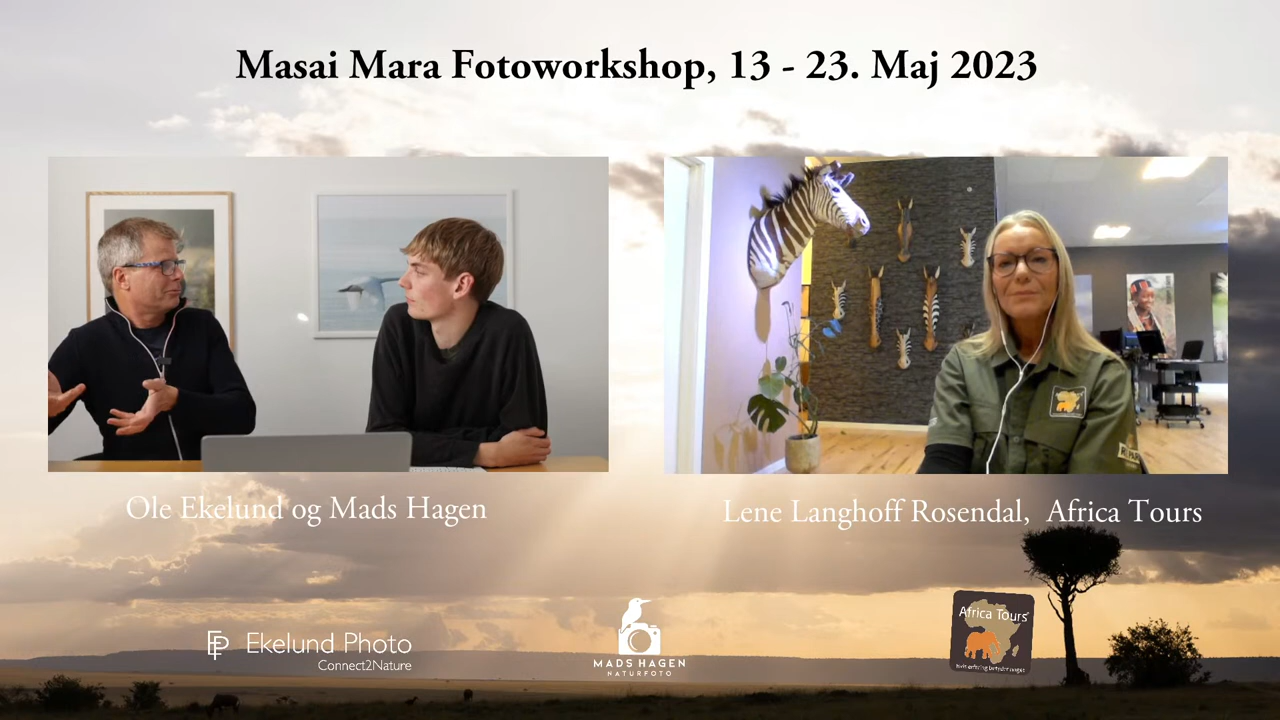 Masai Mara Fotoworkshop, 13 - 23. Maj 2023
Ole Ekelund og Mads Hagen
Lene Langhoff Rosendal, Africa Tours
EP Ekelund Photo
Connect2Nature
MADS HAGEN
NATURFOTO
Africa Tours